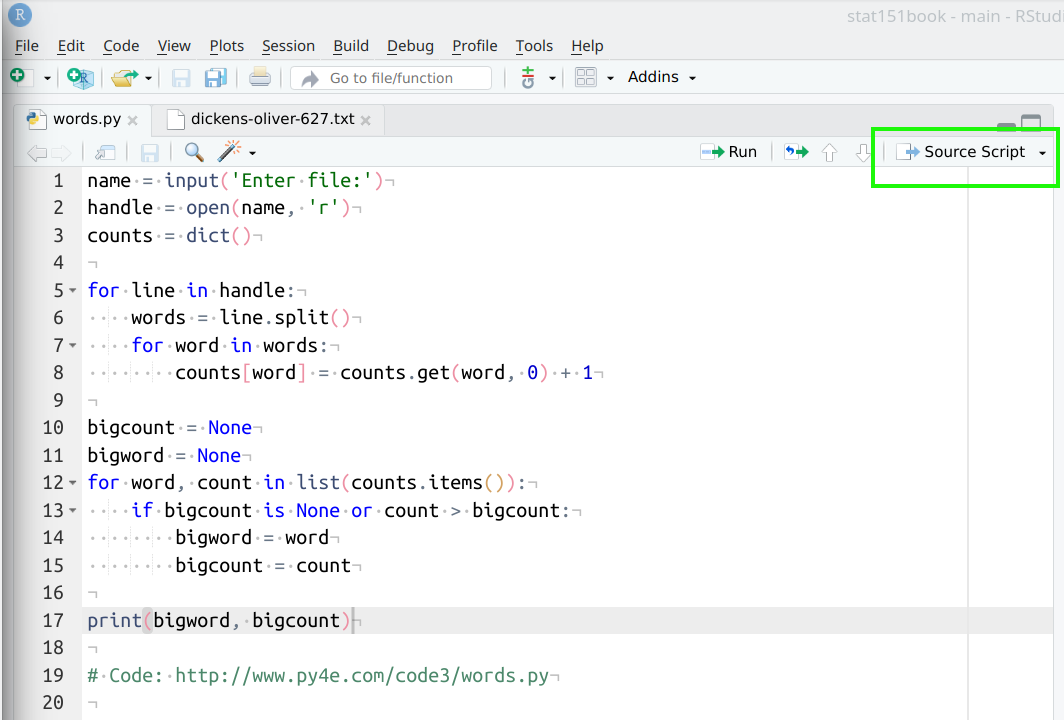 R
stat151book - main - RStudi
File Edit Code View Plots Session Build Debug Profile Tools Help
Go to file/function Addins
words.py dickens-oliver-627.txt
Run Source Script
1 name = input('Enter file:')
2 handle = open(name, 'r')
3 counts = dict()
4
5 for line in handle:
6     words = line.split()
7     for word in words:
8         counts[word] = counts.get(word, 0) + 1
9
10 bigcount = None
11 bigword = None
12 for word, count in list(counts.items()):
13     if bigcount is None or count > bigcount:
14         bigword = word
15         bigcount = count
16
17 print(bigword, bigcount)
18
19 # Code: http://www.py4e.com/code3/words.py
20